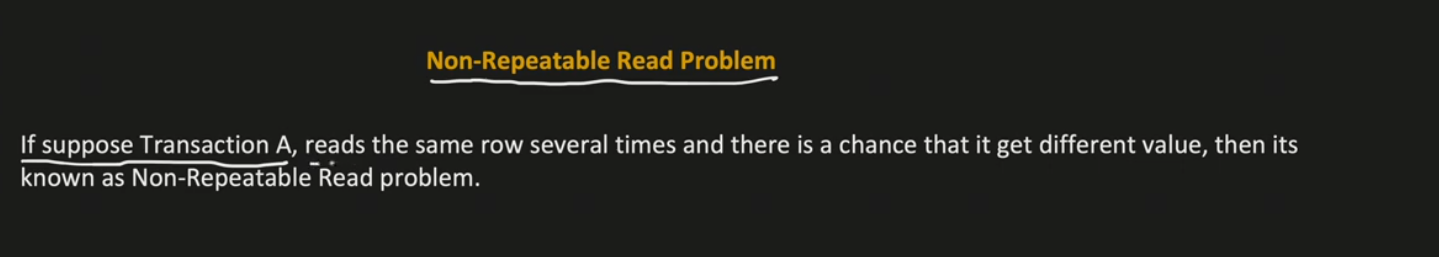 Non-Repeatable Read Problem
If suppose Transaction A, reads the same row several times and there is a chance that it get different value, then its
known as Non-Repeatable Read problem.